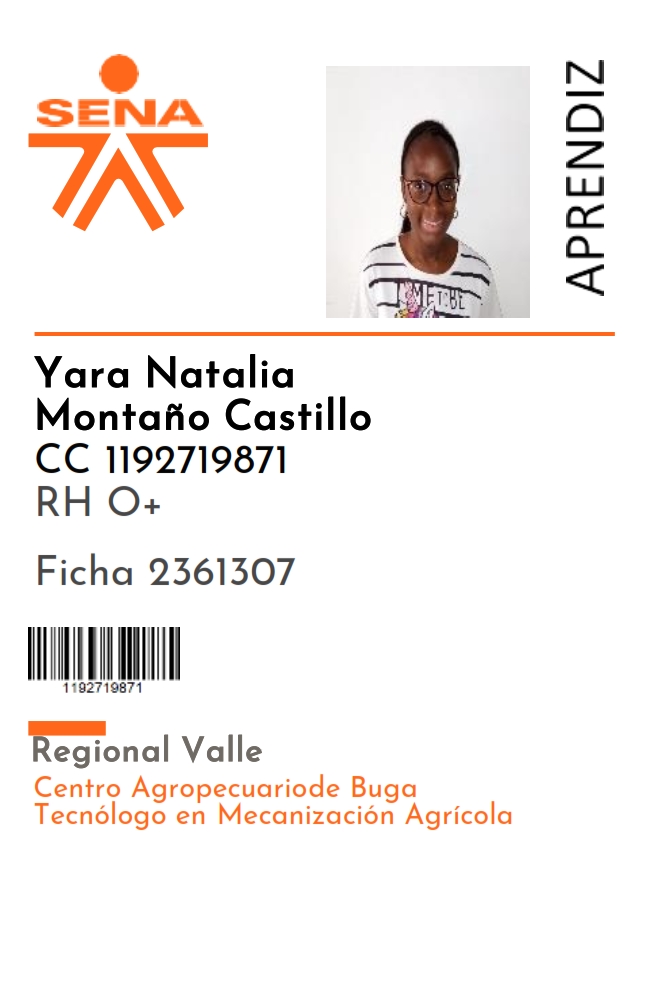 SENA
APRENDIZ
Yara Natalia
Montaño Castillo
CC 1192719871
RH O+
Ficha 2361307
1192719871
Regional Valle
Centro Agropecuariode Buga
Tecnólogo en Mecanización Agrícola